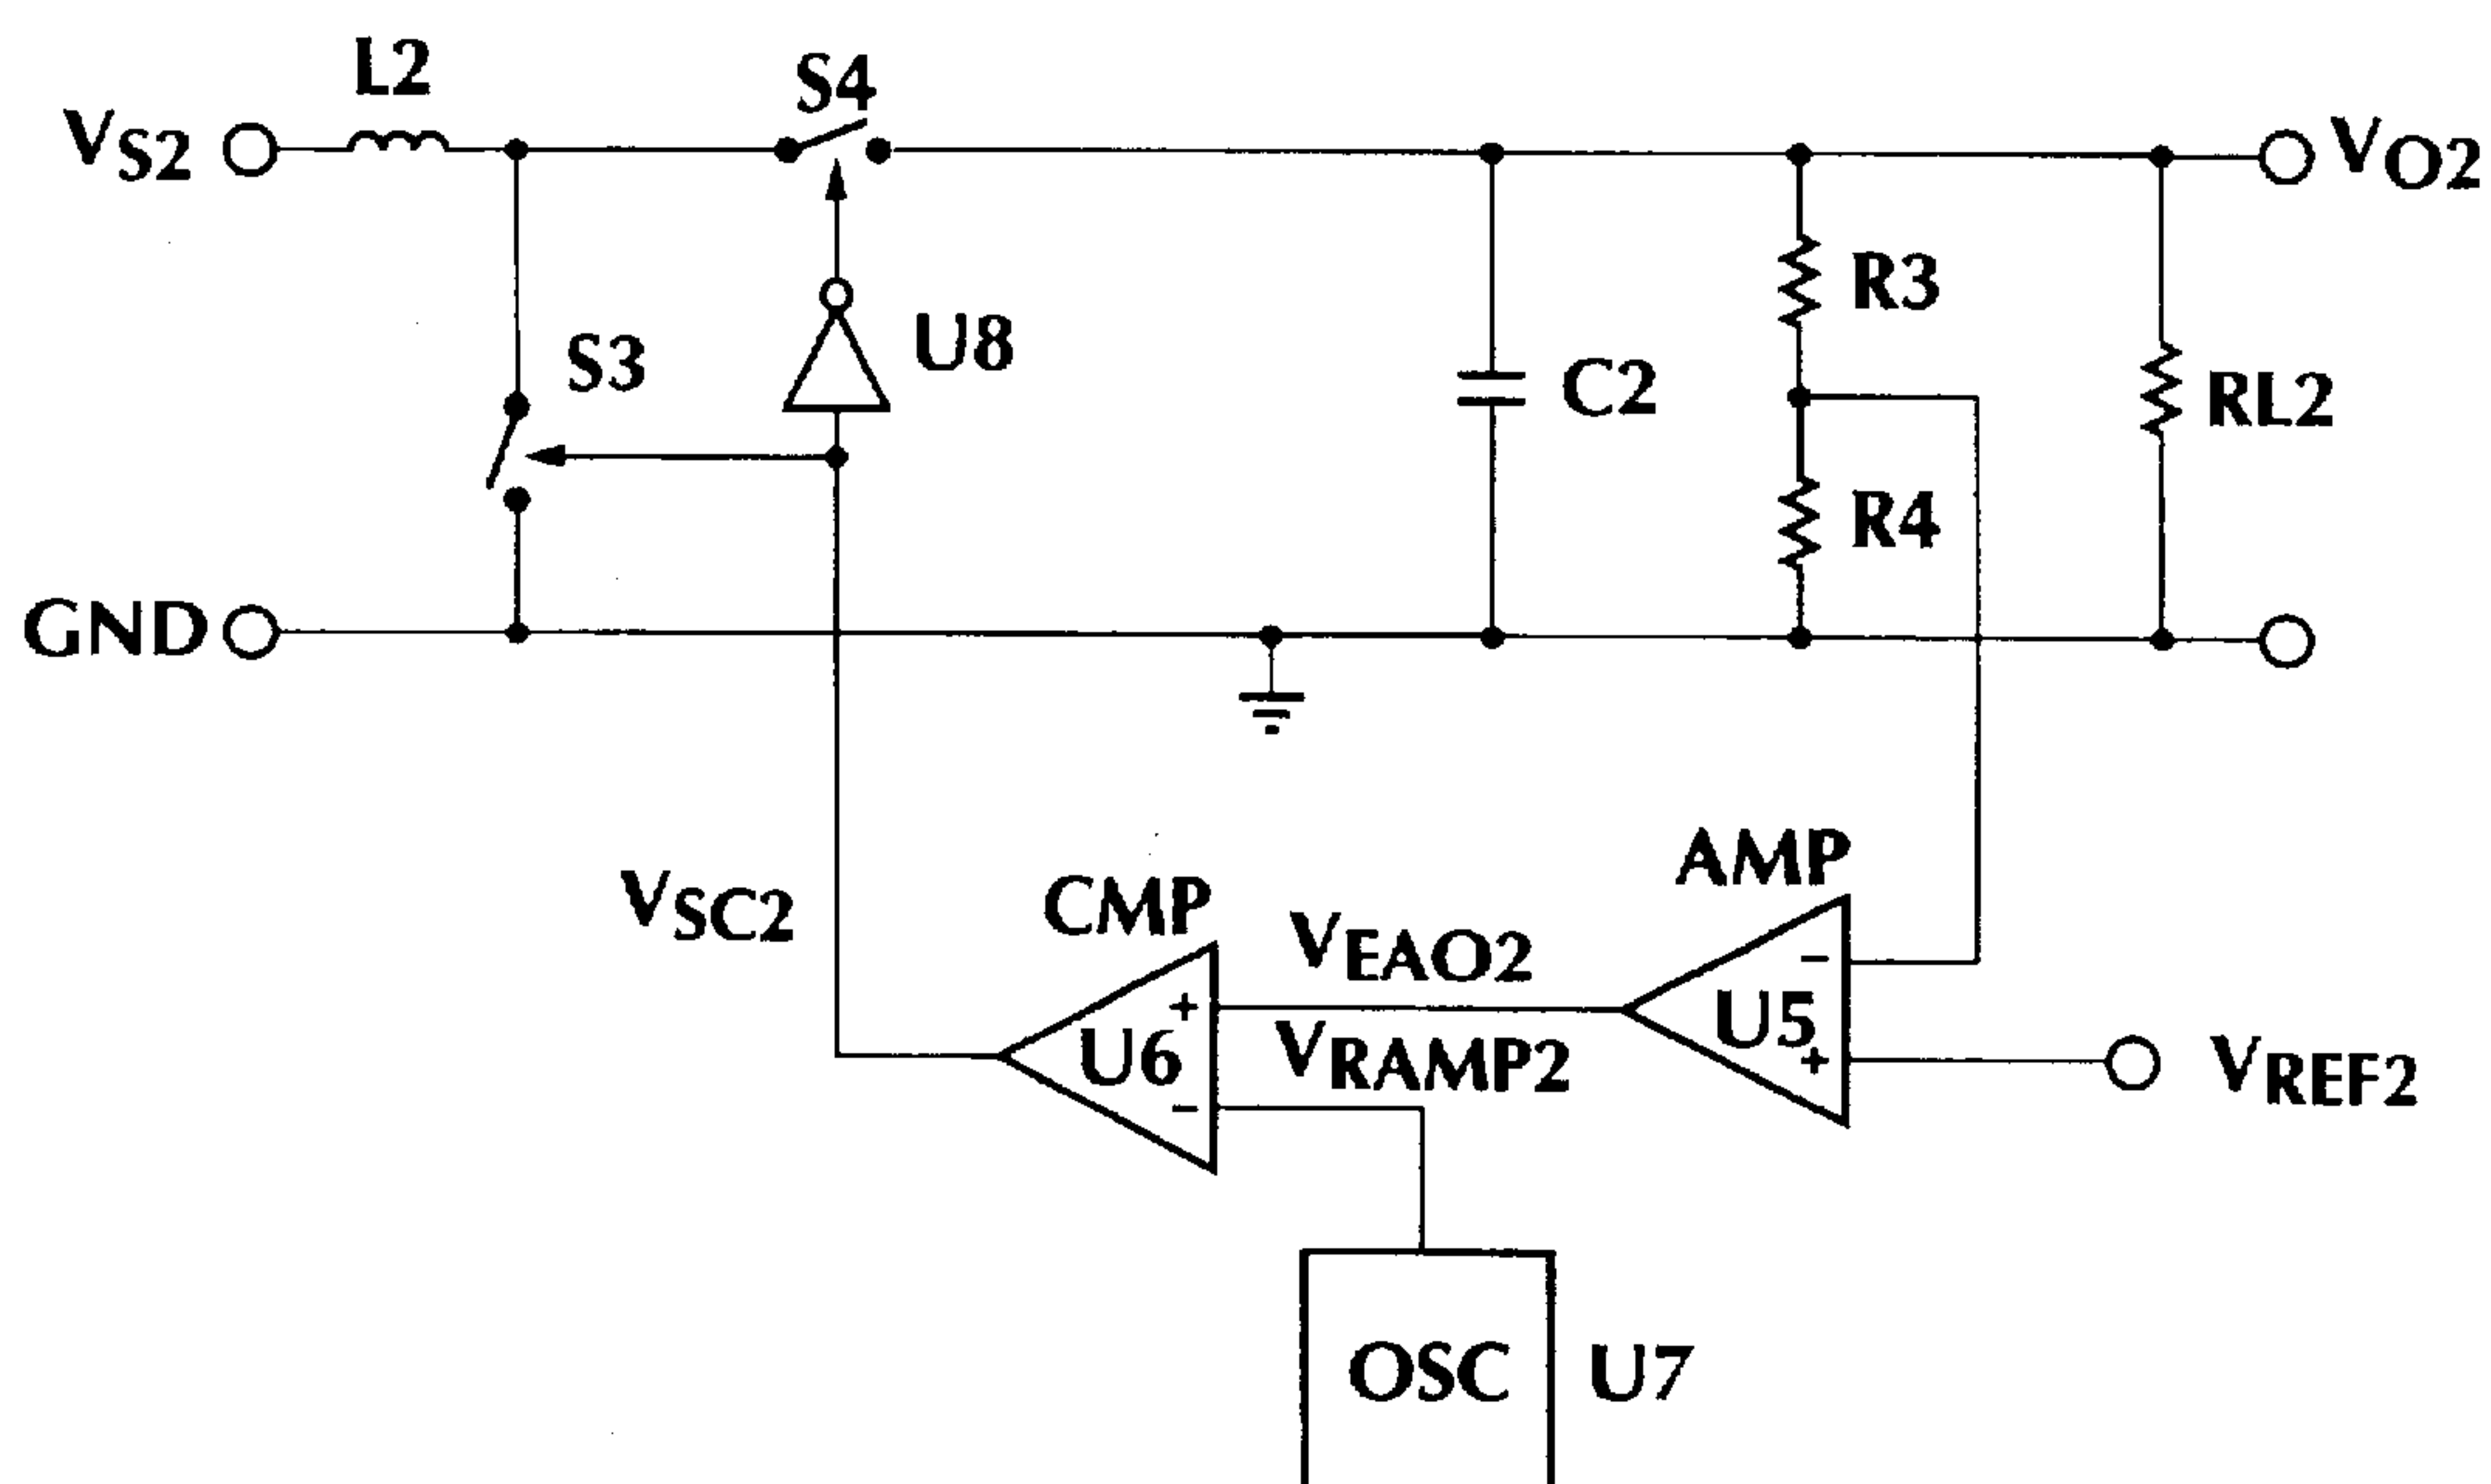 L2
S4
VS2
VO2
R3
U8
S3
C2
RL2
R4
GND
AMP
VSC2
CMP
VEAO2
-
+
U5
VRAMP2
U6
+
VREF2
-
OSC
U7